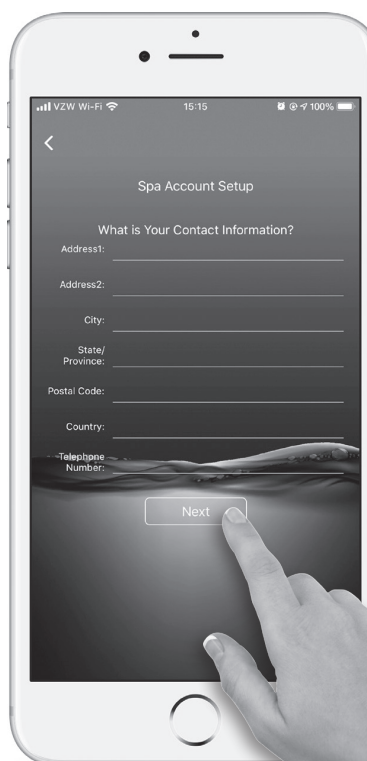 VZW Wi-Fi 15:15 100%
Spa Account Setup
What is Your Contact Information?
Address1:
Address2:
City:
State/
Province:
Postal Code:
Country:
Telephone
Number:
Next